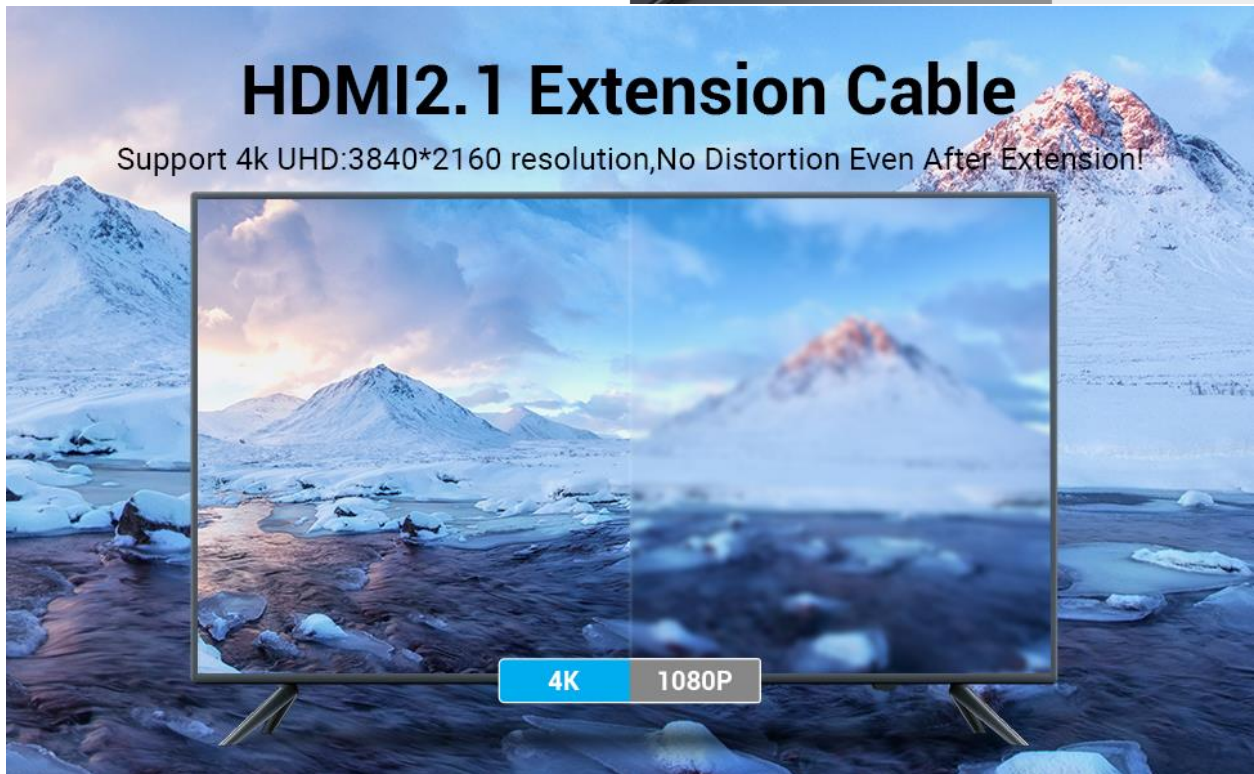 HDMI2.1 Extension Cable
Support 4k UHD:3840*2160 resolution,No Distortion Even After Extension!
4K 1080P